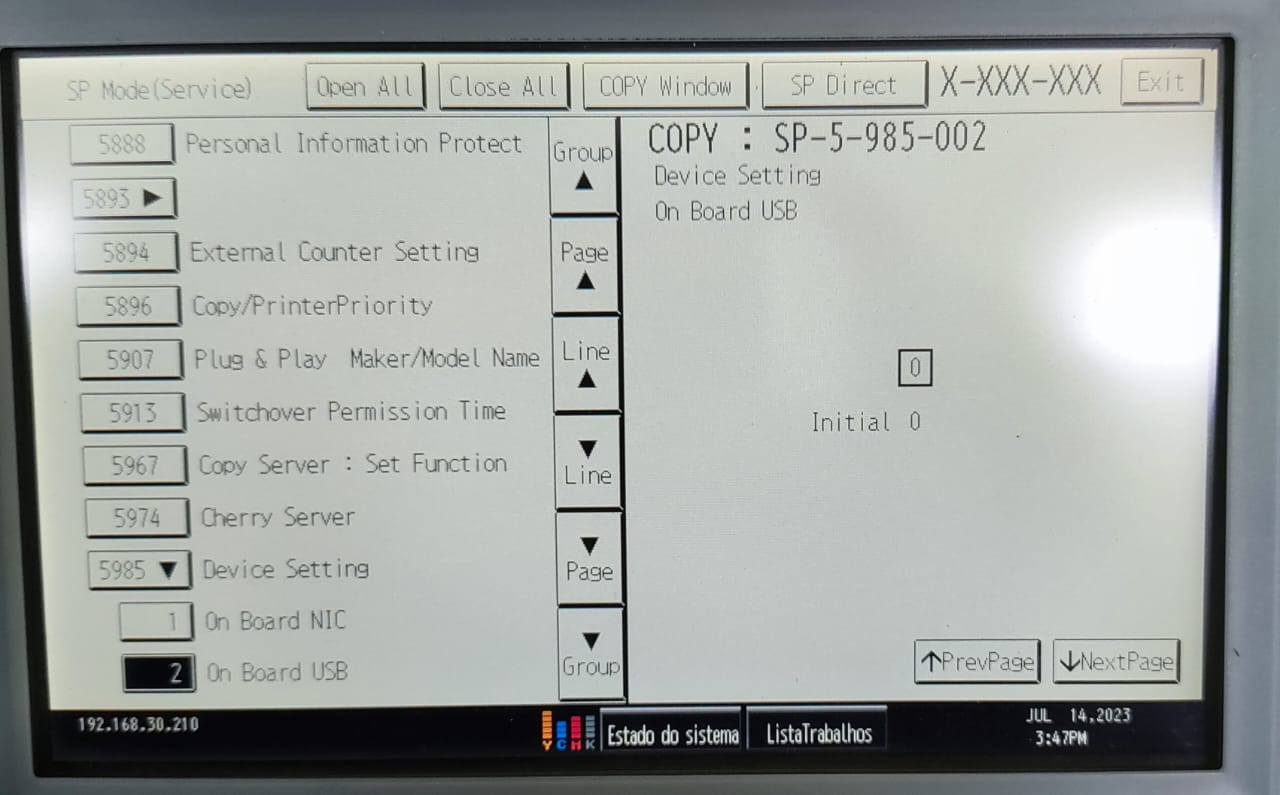 SP Mode(Service) Open All Close All COPY Window SP Direct X-XXX-XXX Exit
5888 Personal Information Protect
5893 ▶
5894 External Counter Setting
5896 Copy/PrinterPriority
5907 Plug & Play Maker/Model Name
5913 Switchover Permission Time
5967 Copy Server : Set Function
5974 Cherry Server
5985 ▼ Device Setting
1 On Board NIC
2 On Board USB
Group
▲
Page
▲
Line
▲
▼
Line
▼
Page
▼
Group
COPY : SP-5-985-002
Device Setting
On Board USB
0
Initial 0
↑PrevPage ↓NextPage
192.168.30.210
Y C M K
Estado do sistema ListaTrabalhos
JUL 14,2023
3:47PM